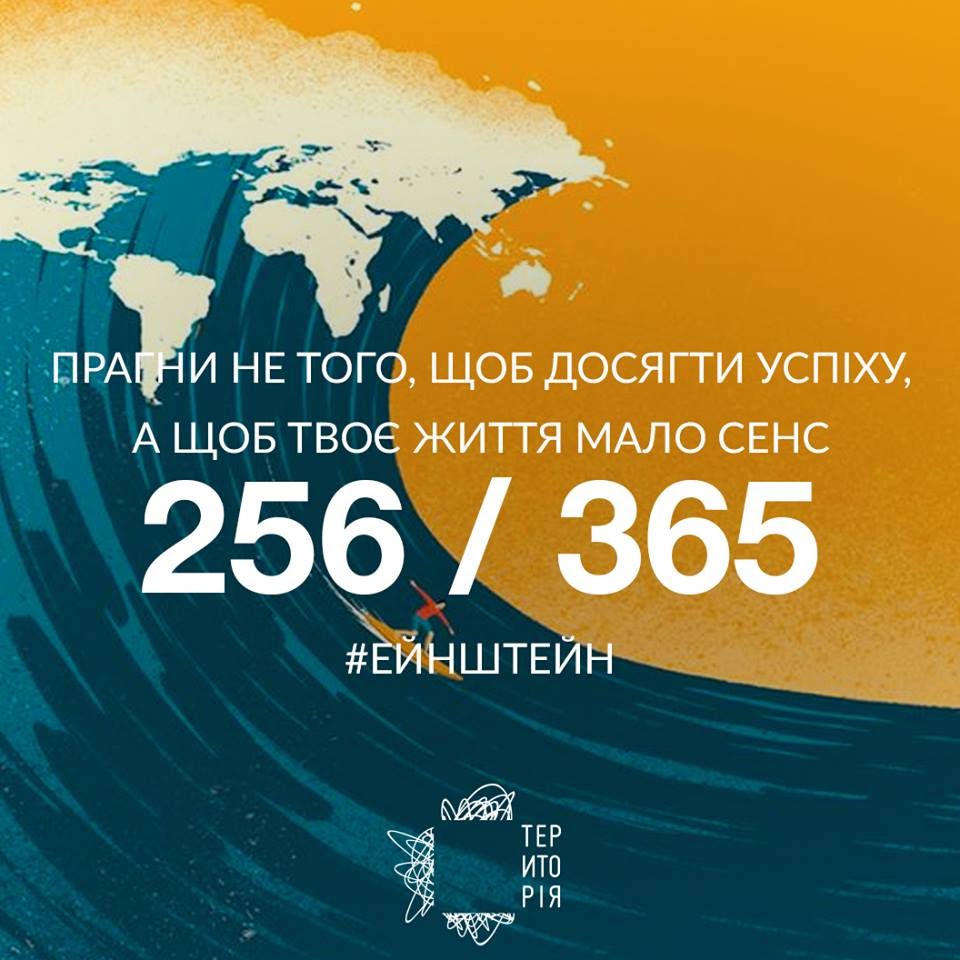 ПРАГНИ НЕ ТОГО, ЩОБ ДОСЯГТИ УСПІХУ,
А ЩОБ ТВОЄ ЖИТТЯ МАЛО СЕНС
256 / 365
#ЕЙНШТЕЙН
ТЕР
ИТО
РІЯ